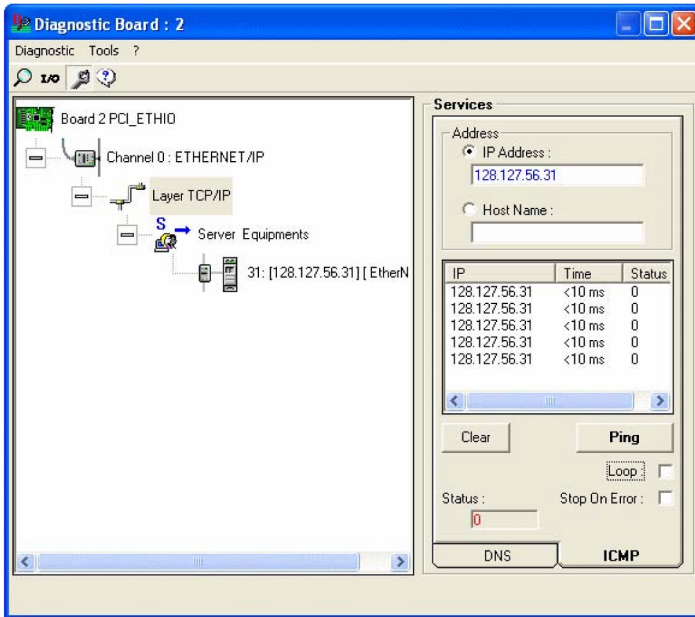 Diagnostic Board : 2
Diagnostic Tools ?
I/O
Board 2 PCI_ETHIO
Channel 0 : ETHERNET/IP
Layer TCP/IP
S
Server Equipments
31: [128.127.56.31] [ EtherN
Services
Address
IP Address :
128.127.56.31
Host Name :
IP Time Status
128.127.56.31 <10 ms 0
128.127.56.31 <10 ms 0
128.127.56.31 <10 ms 0
128.127.56.31 <10 ms 0
128.127.56.31 <10 ms 0
Clear Ping
Loop :
Status : Stop On Error :
0
DNS ICMP